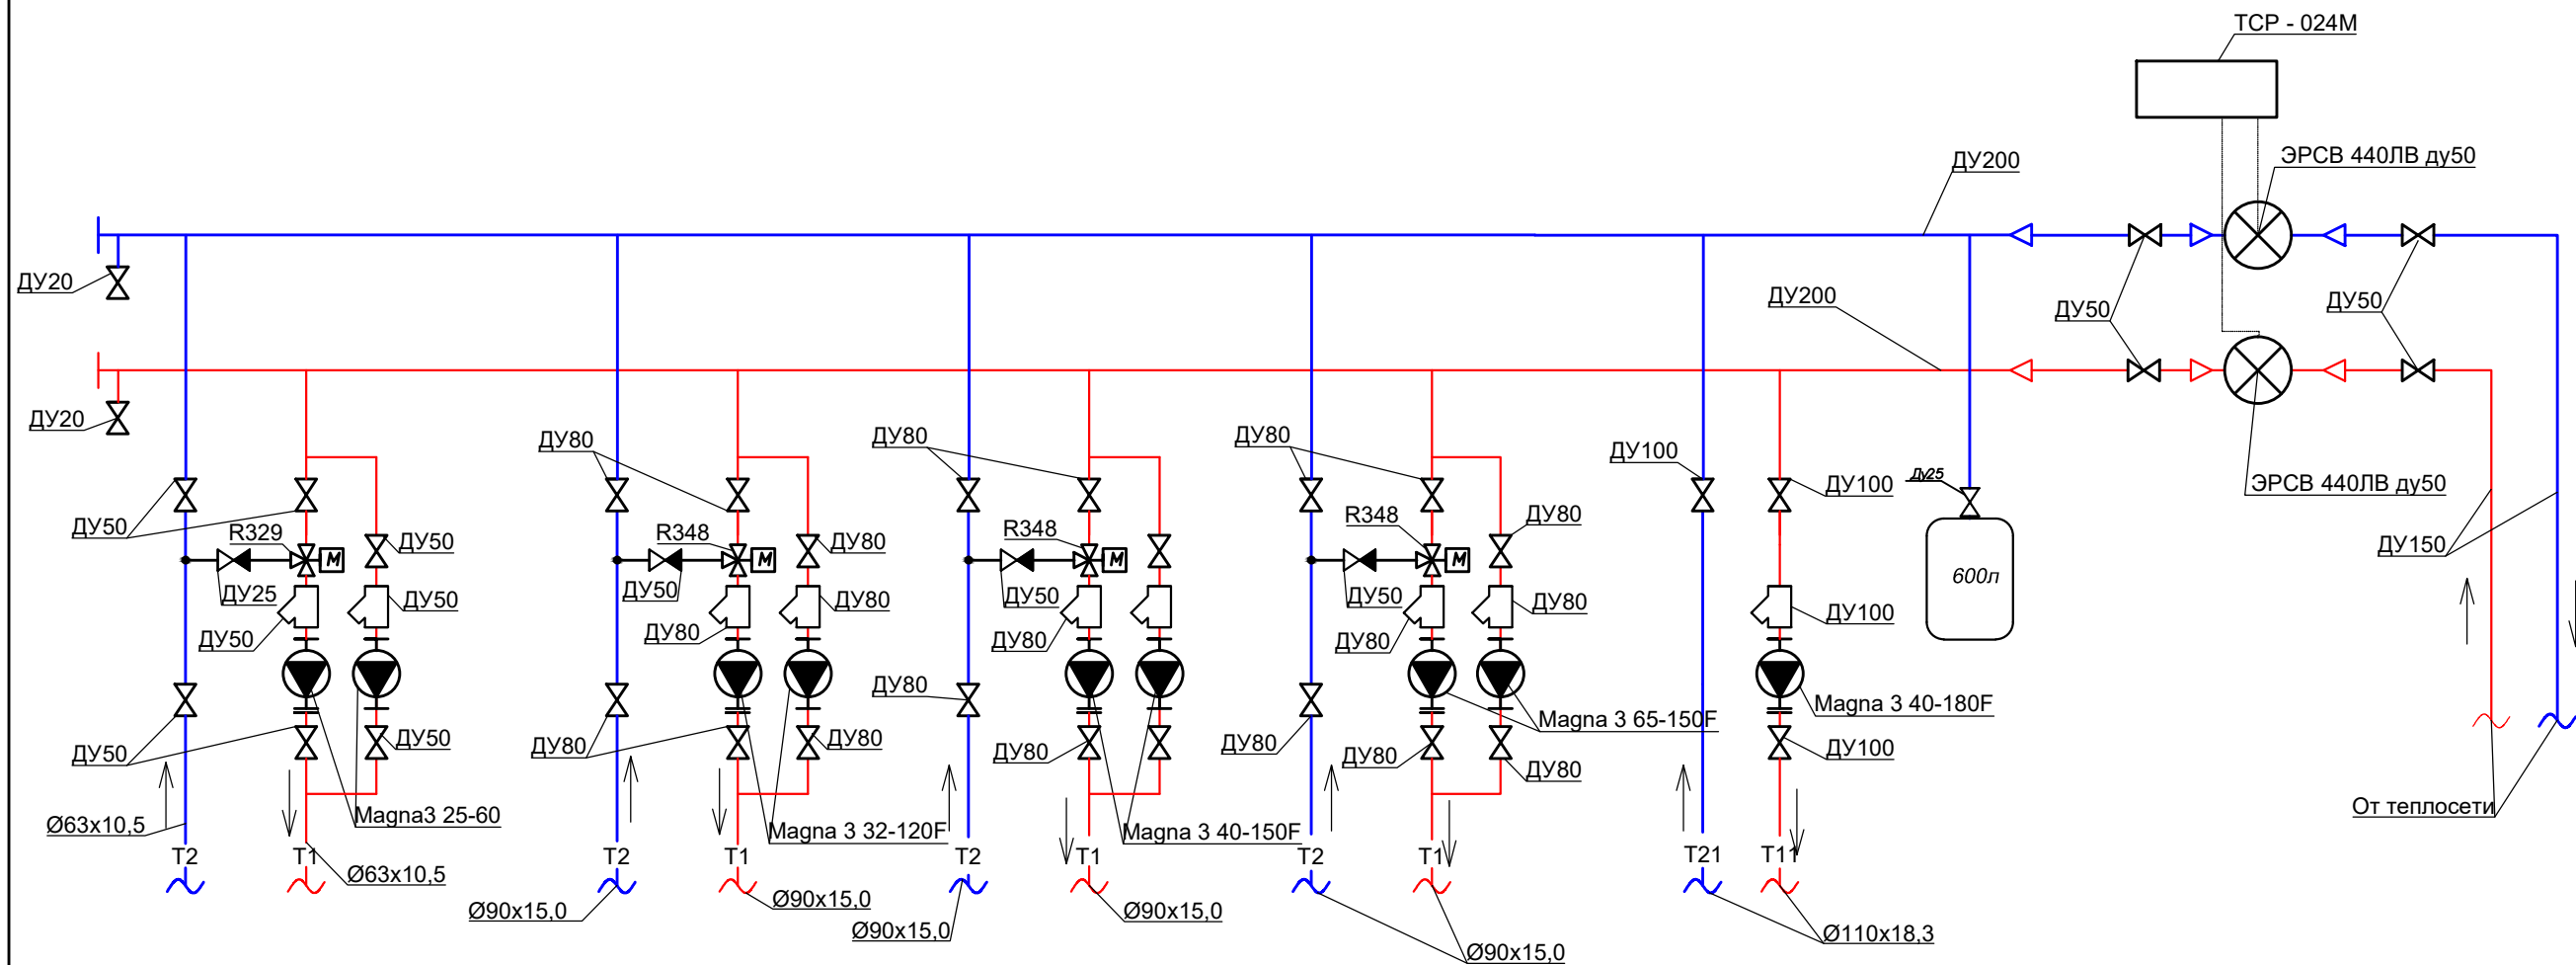 ТСР - 024М
ДУ200
ЭРСВ 440ЛВ ду50
ДУ20
ДУ200
ДУ50
ДУ50
ДУ20
ДУ80
ДУ80
ДУ80
ДУ100
ДУ100
Ду25
ЭРСВ 440ЛВ ду50
ДУ50
R329
M
ДУ50
R348
M
ДУ80
R348
M
R348
M
ДУ80
ДУ150
ДУ25
ДУ50
ДУ50
ДУ80
ДУ50
ДУ50
ДУ80
600л
ДУ50
ДУ80
ДУ80
ДУ80
ДУ100
ДУ80
Magna 3 40-180F
Magna 3 65-150F
ДУ50
ДУ50
ДУ80
ДУ80
ДУ80
ДУ80
ДУ80
ДУ80
ДУ100
Magna3 25-60
Magna 3 32-120F
Magna 3 40-150F
От теплосети
Ø63x10,5
T2
T1
T2
T1
T2
T1
T2
T1
T21
T11
Ø63x10,5
Ø90x15,0
Ø90x15,0
Ø90x15,0
Ø90x15,0
Ø90x15,0
Ø110x18,3